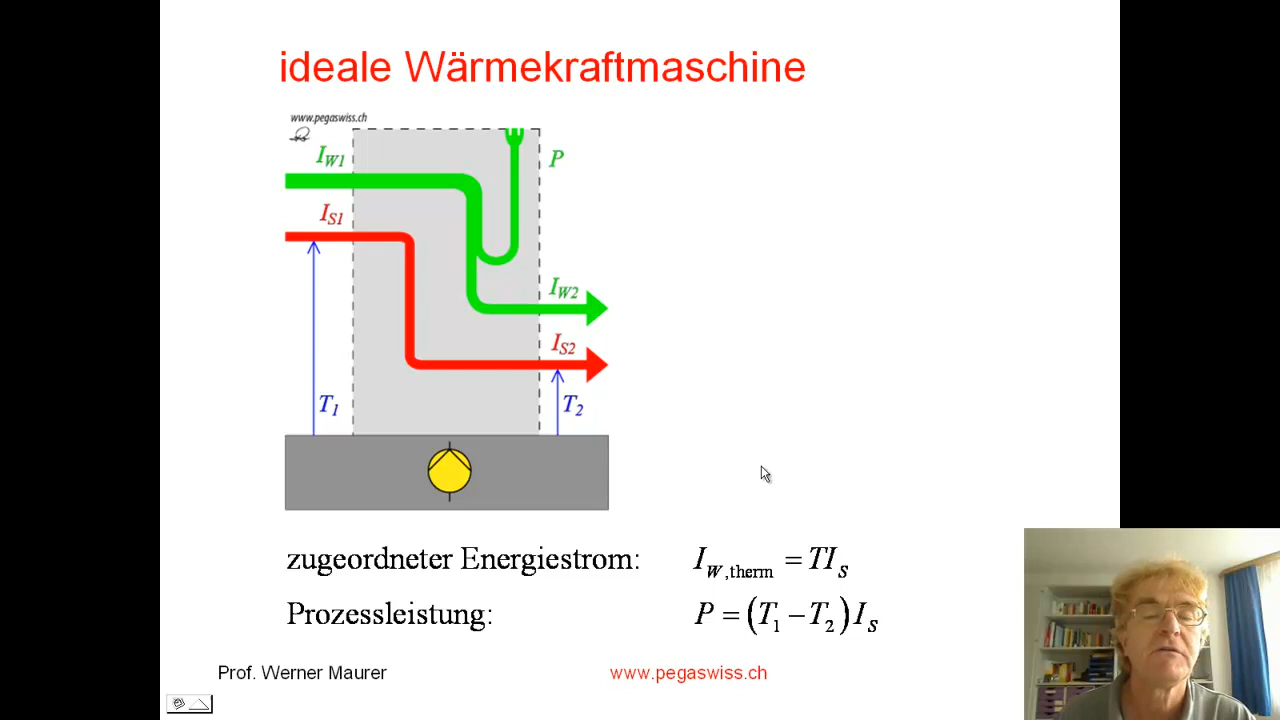 ideale Wärmekraftmaschine
www.pegaswiss.ch
I_W1
P
I_S1
I_W2
I_S2
T_1
T_2
zugeordneter Energiestrom: I_W,therm = TI_S
Prozessleistung: P = (T_1 − T_2) I_S
Prof. Werner Maurer www.pegaswiss.ch